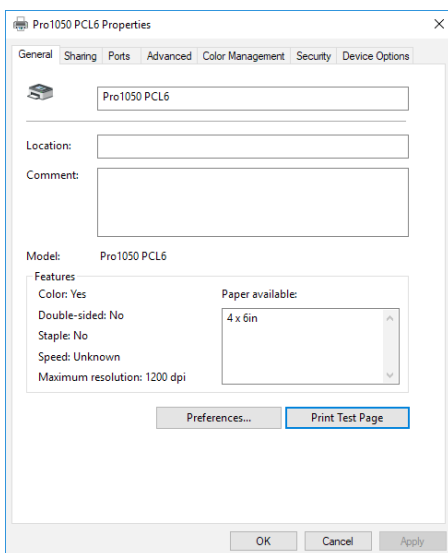 Pro1050 PCL6 Properties
General Sharing Ports Advanced Color Management Security Device Options
Pro1050 PCL6
Location:
Comment:
Model: Pro1050 PCL6
Features
Color: Yes
Paper available:
Double-sided: No
4 x 6in
Staple: No
Speed: Unknown
Maximum resolution: 1200 dpi
Preferences... Print Test Page
OK Cancel Apply